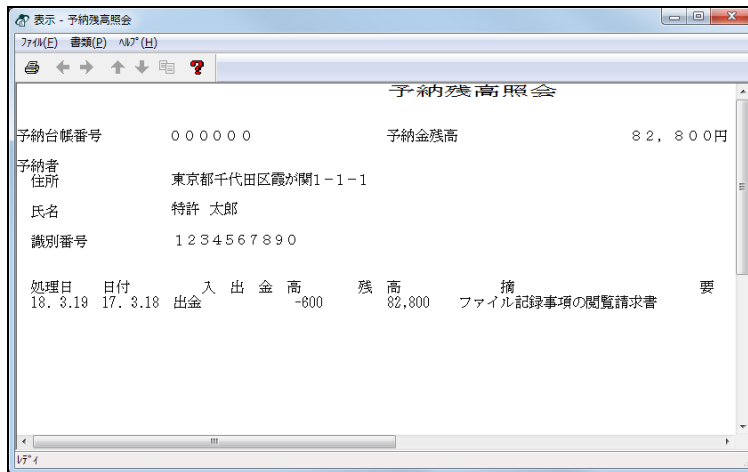 表示 - 予納残高照会
ﾌｧｲﾙ(F) 書類(P) ﾍﾙﾌﾟ(H)
予納残高照会
予納台帳番号 ００００００ 予納金残高 ８２，８００円
予納者
住所 東京都千代田区霞が関１－１－１
氏名 特許 太郎
識別番号 １２３４５６７８９０
処理日 日付 入 出 金 高 残 高 摘 要
18. 3.19 17. 3.18 出金 -600 82,800 ファイル記録事項の閲覧請求書
ﾚﾃﾞｨ